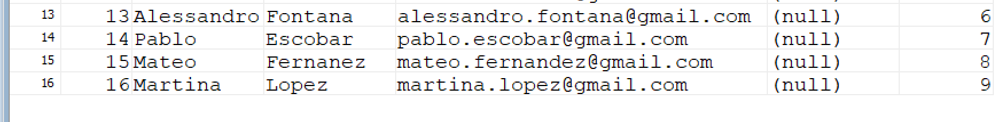 13 13 Alessandro Fontana alessandro.fontana@gmail.com (null) 6
14 14 Pablo Escobar pablo.escobar@gmail.com (null) 7
15 15 Mateo Fernanez mateo.fernandez@gmail.com (null) 8
16 16 Martina Lopez martina.lopez@gmail.com (null) 9